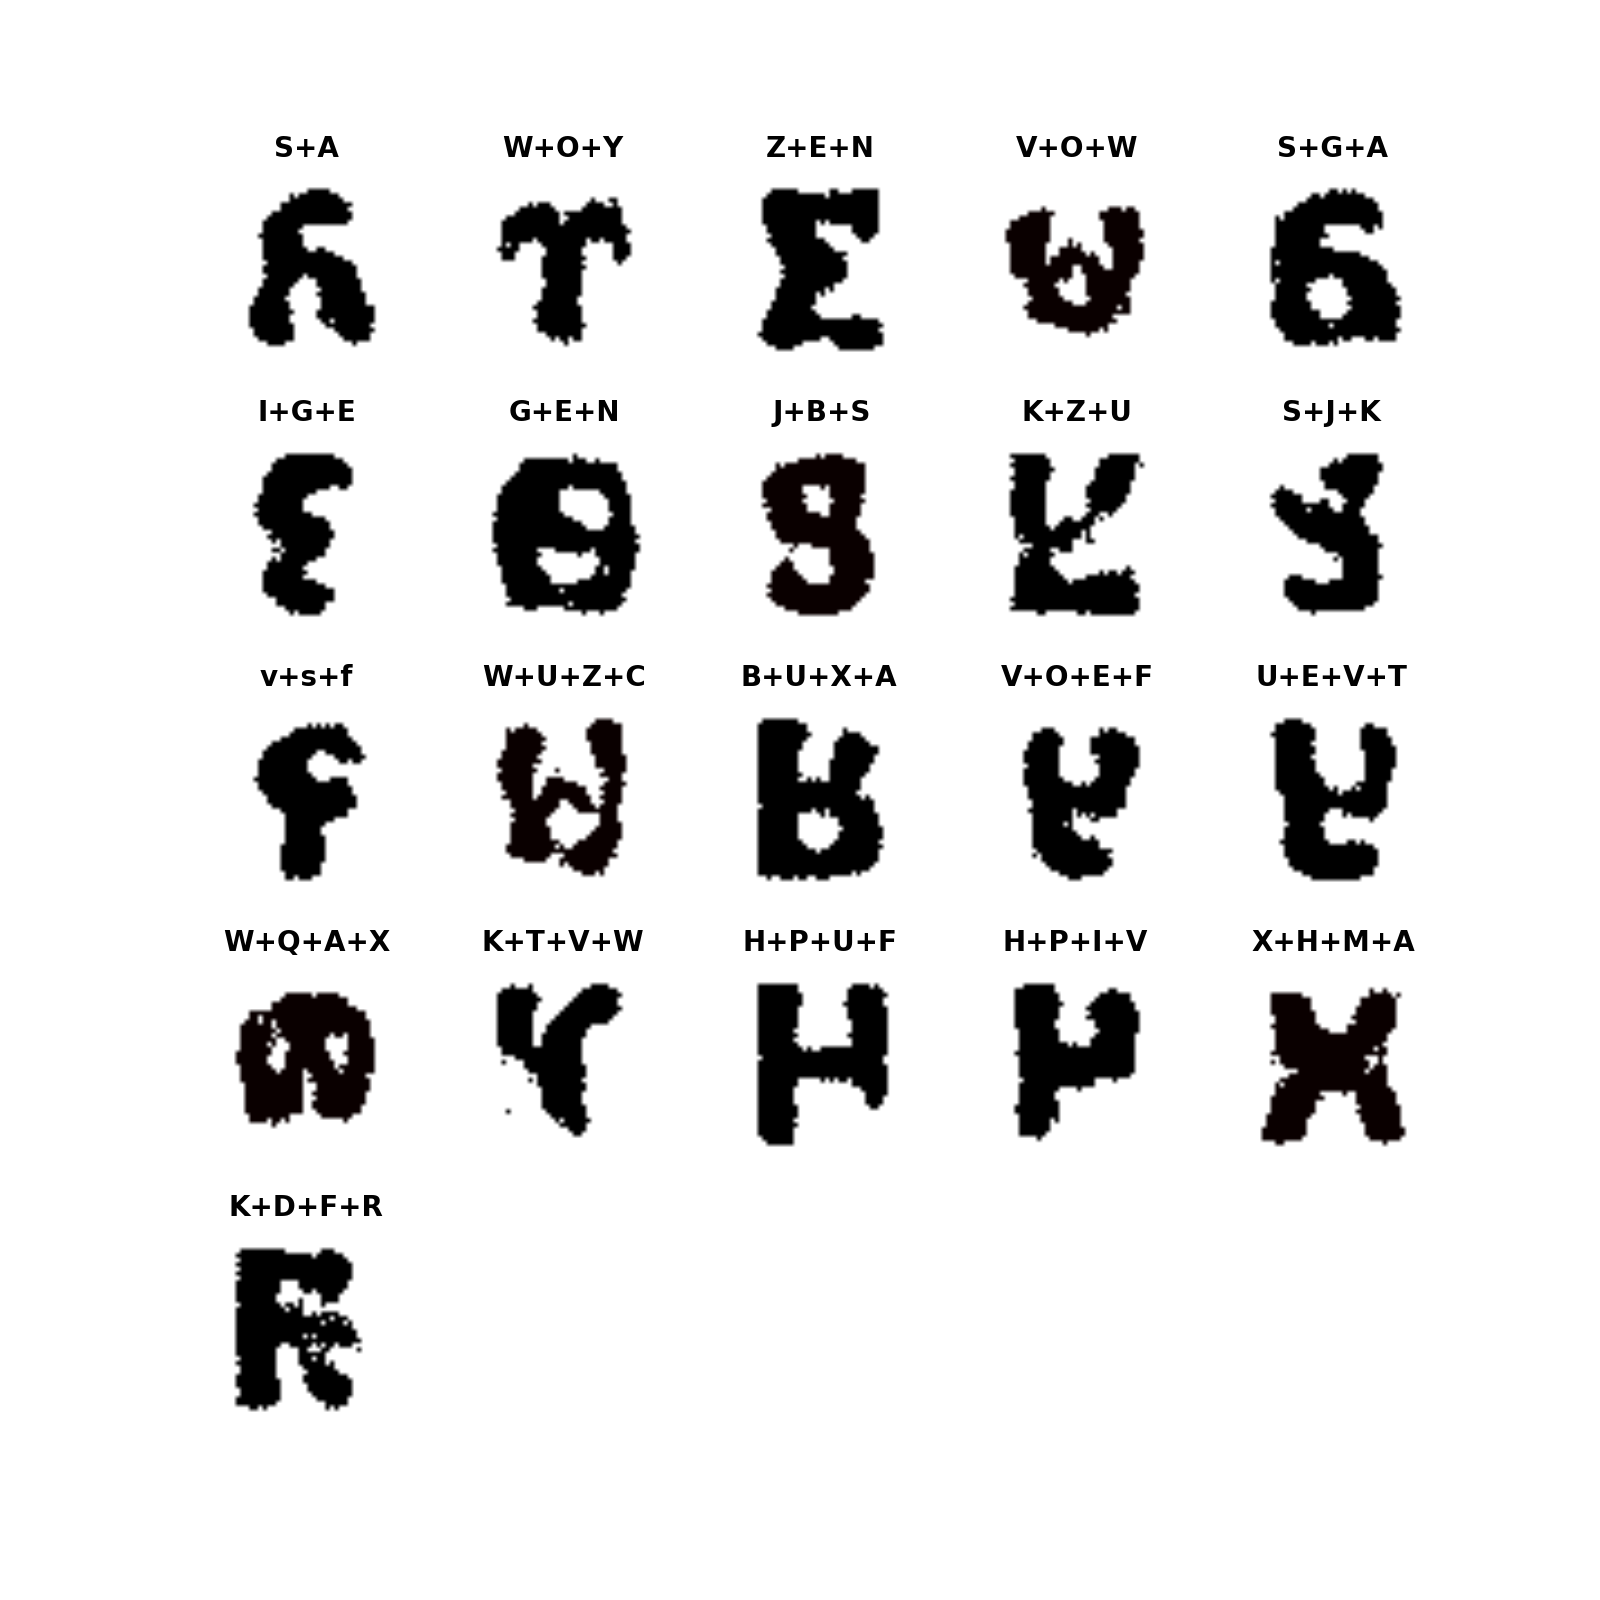 S+A W+O+Y Z+E+N V+O+W S+G+A
I+G+E G+E+N J+B+S K+Z+U S+J+K
v+s+f W+U+Z+C B+U+X+A V+O+E+F U+E+V+T
W+Q+A+X K+T+V+W H+P+U+F H+P+I+V X+H+M+A
K+D+F+R